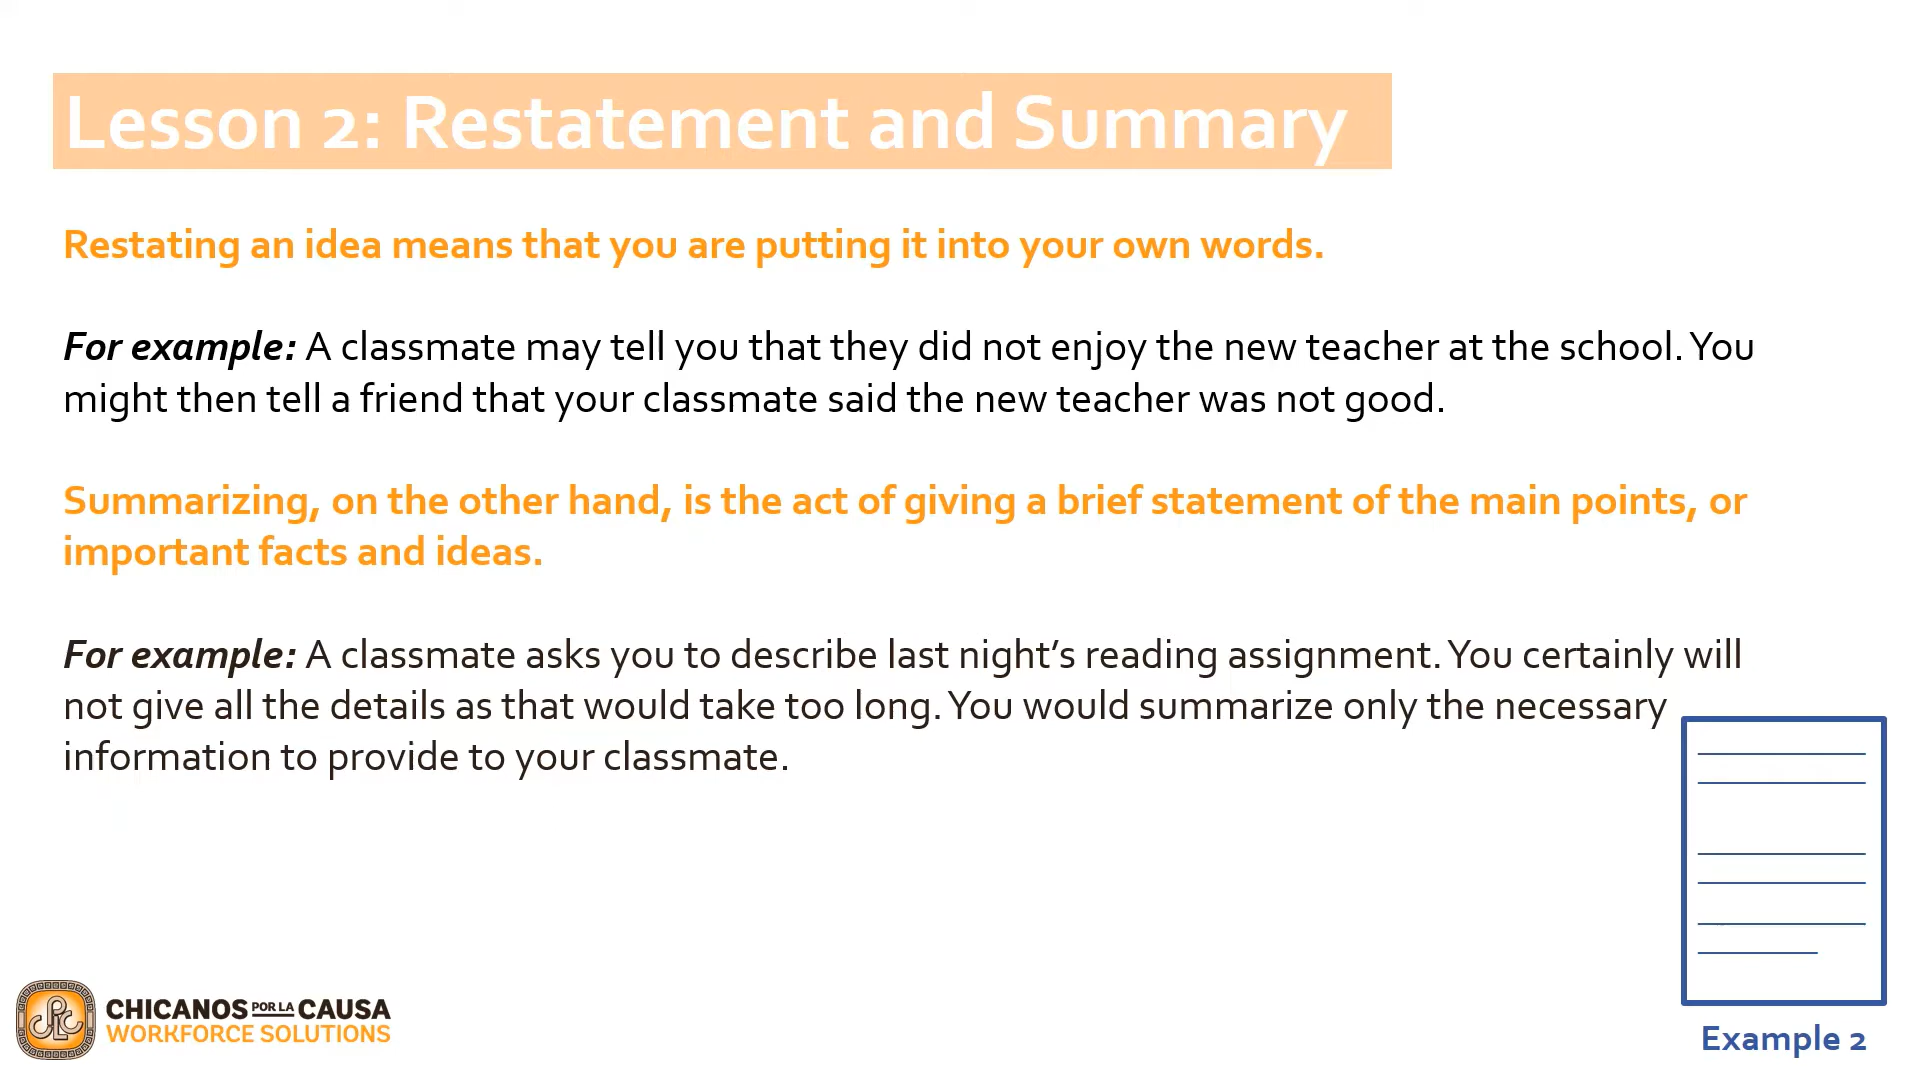 Lesson 2: Restatement and Summary
Restating an idea means that you are putting it into your own words.
For example: A classmate may tell you that they did not enjoy the new teacher at the school. You
might then tell a friend that your classmate said the new teacher was not good.
Summarizing, on the other hand, is the act of giving a brief statement of the main points, or
important facts and ideas.
For example: A classmate asks you to describe last night’s reading assignment. You certainly will
not give all the details as that would take too long. You would summarize only the necessary
information to provide to your classmate.
CPLC
CHICANOS POR LA CAUSA
WORKFORCE SOLUTIONS
Example 2